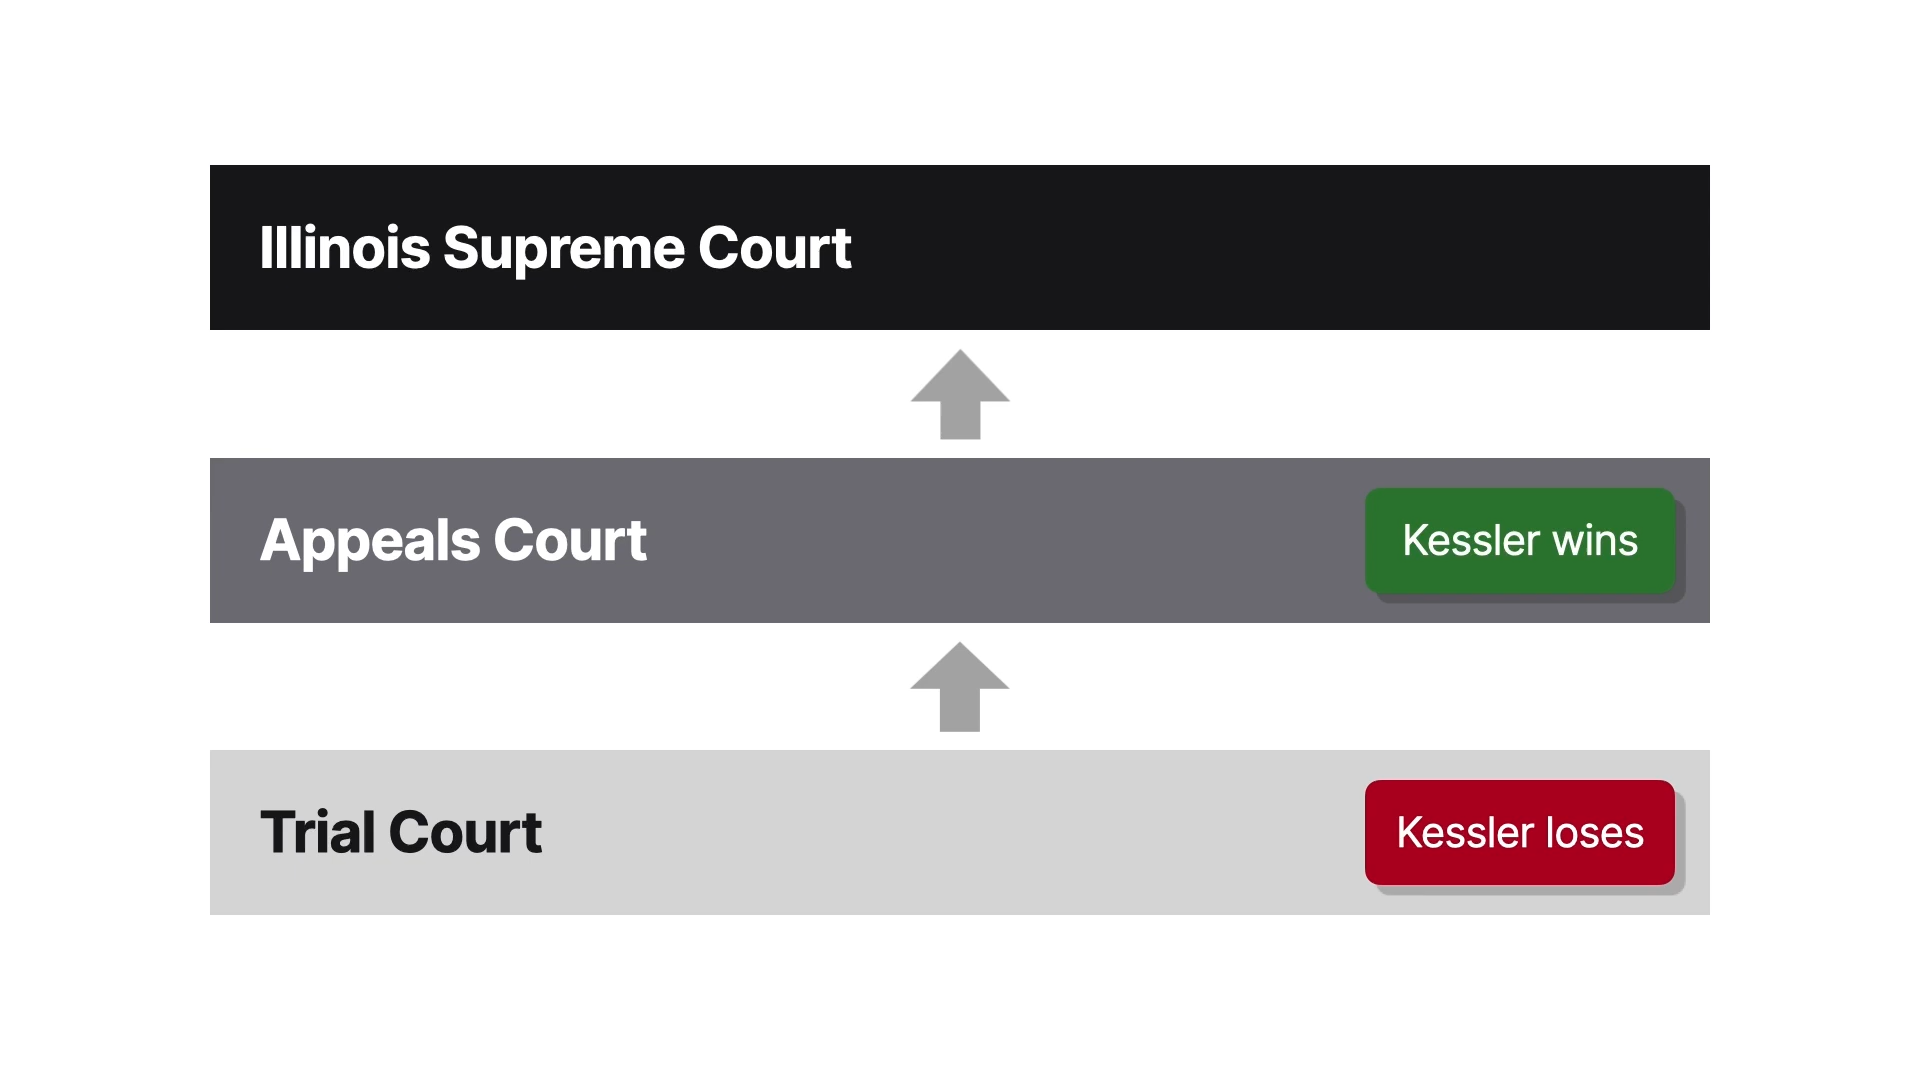 Illinois Supreme Court
Appeals Court
Kessler wins
Trial Court
Kessler loses